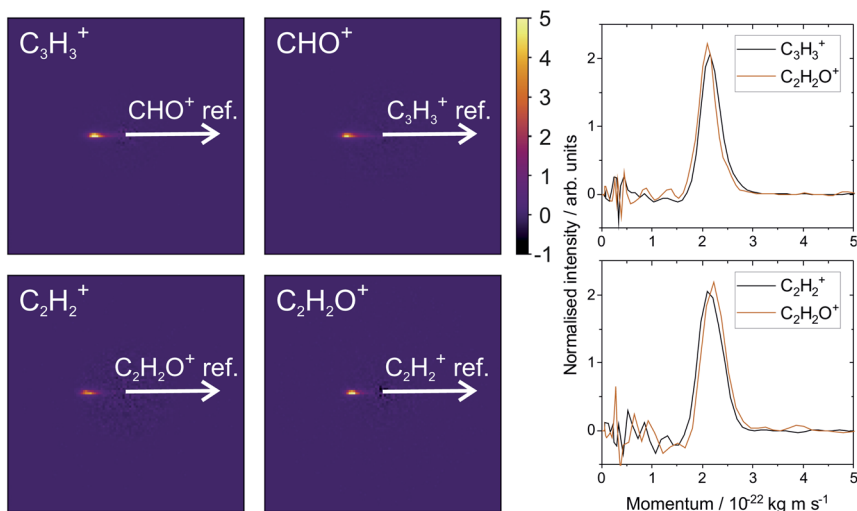 C₃H₃⁺
CHO⁺ ref.
CHO⁺
C₃H₃⁺ ref.
5
4
3
2
1
0
-1
C₂H₂⁺
C₂H₂O⁺ ref.
C₂H₂O⁺
C₂H₂⁺ ref.
Normalised intensity / arb. units
2
1
0
C₃H₃⁺
C₂H₂O⁺
0 1 2 3 4 5
2
1
0
C₂H₂⁺
C₂H₂O⁺
0 1 2 3 4 5
Momentum / 10⁻²² kg m s⁻¹